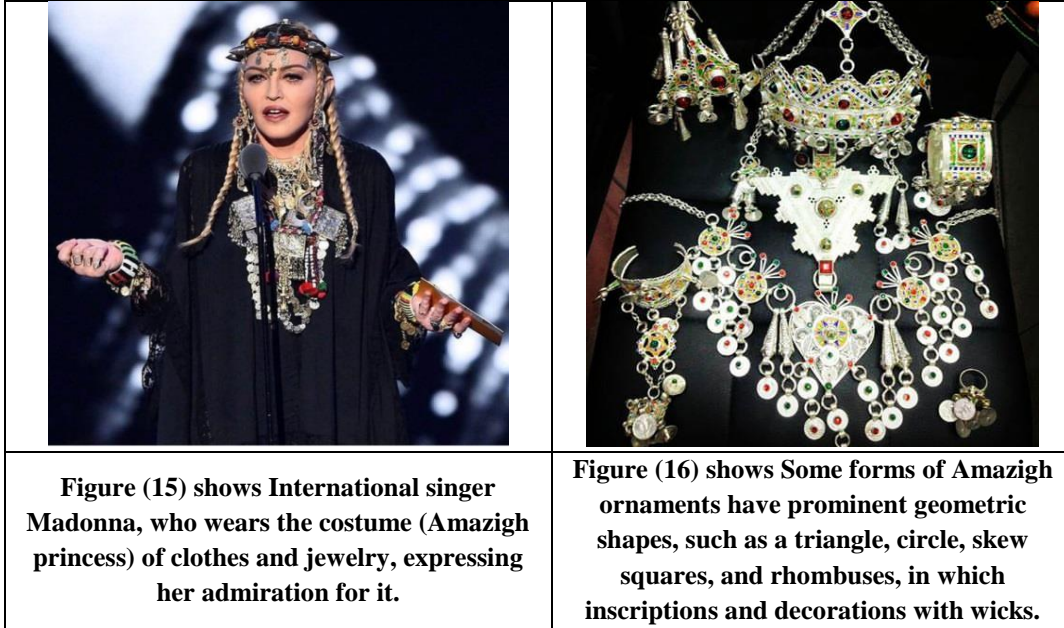 Figure (15) shows International singer
Madonna, who wears the costume (Amazigh
princess) of clothes and jewelry, expressing
her admiration for it.
Figure (16) shows Some forms of Amazigh
ornaments have prominent geometric
shapes, such as a triangle, circle, skew
squares, and rhombuses, in which
inscriptions and decorations with wicks.